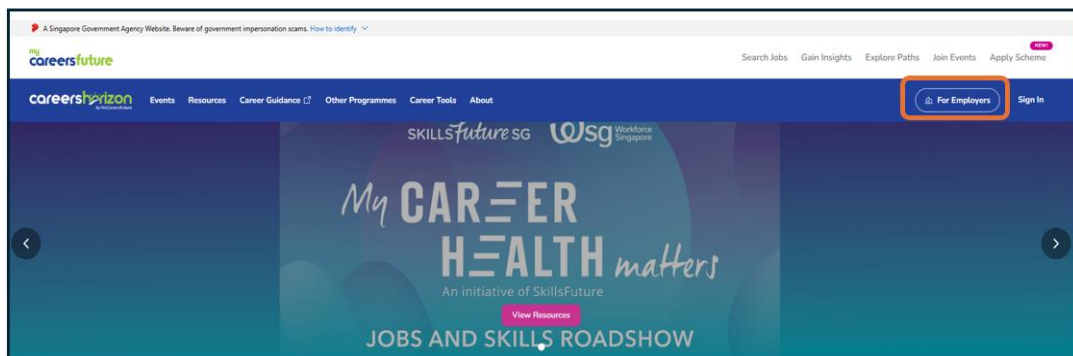 A Singapore Government Agency Website. Beware of government impersonation scams. How to identify
my
careersfuture
Search Jobs Gain Insights Explore Paths Join Events Apply Scheme NEW!
careershorizon
by MyCareersFuture
Events Resources Career Guidance Other Programmes Career Tools About For Employers Sign In
SKILLSfuture SG wsg Workforce Singapore
My CAREER
HEALTH matters
An initiative of SkillsFuture
View Resources
JOBS AND SKILLS ROADSHOW